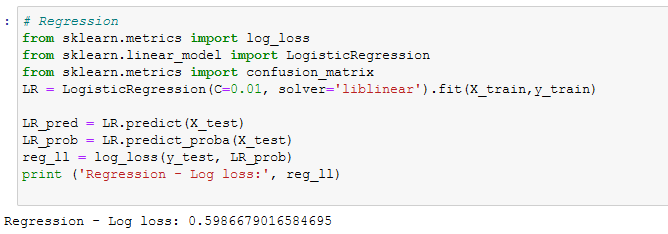 :
# Regression
from sklearn.metrics import log_loss
from sklearn.linear_model import LogisticRegression
from sklearn.metrics import confusion_matrix
LR = LogisticRegression(C=0.01, solver='liblinear').fit(X_train,y_train)
LR_pred = LR.predict(X_test)
LR_prob = LR.predict_proba(X_test)
reg_ll = log_loss(y_test, LR_prob)
print ('Regression - Log loss:', reg_ll)
Regression - Log loss: 0.5986679016584695